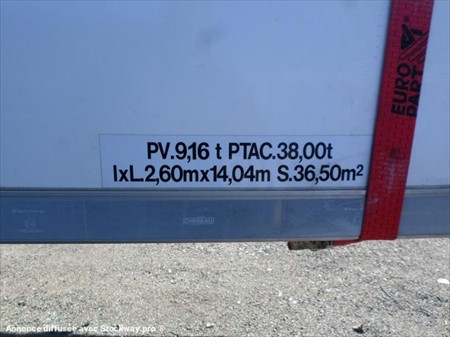 EURO
PART
PV.9,16 t PTAC.38,00t
lxL.2,60mx14,04m S.36,50m²
CHEREAU
Annonce diffusée avec Stockway.pro